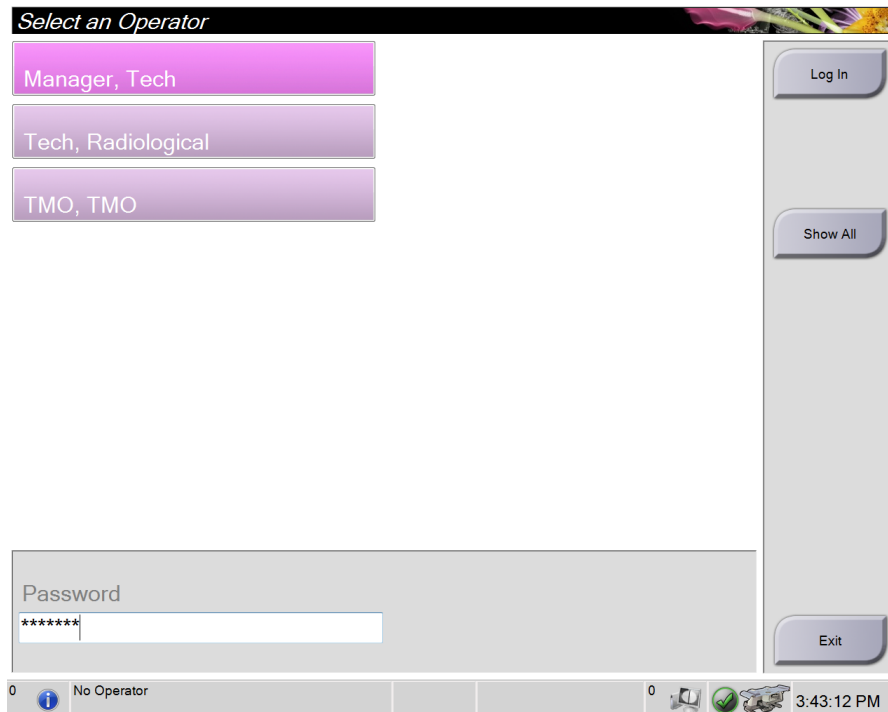 Select an Operator
Manager, Tech
Log In
Tech, Radiological
TMO, TMO
Show All
Password
*******
Exit
0 No Operator 0 3:43:12 PM